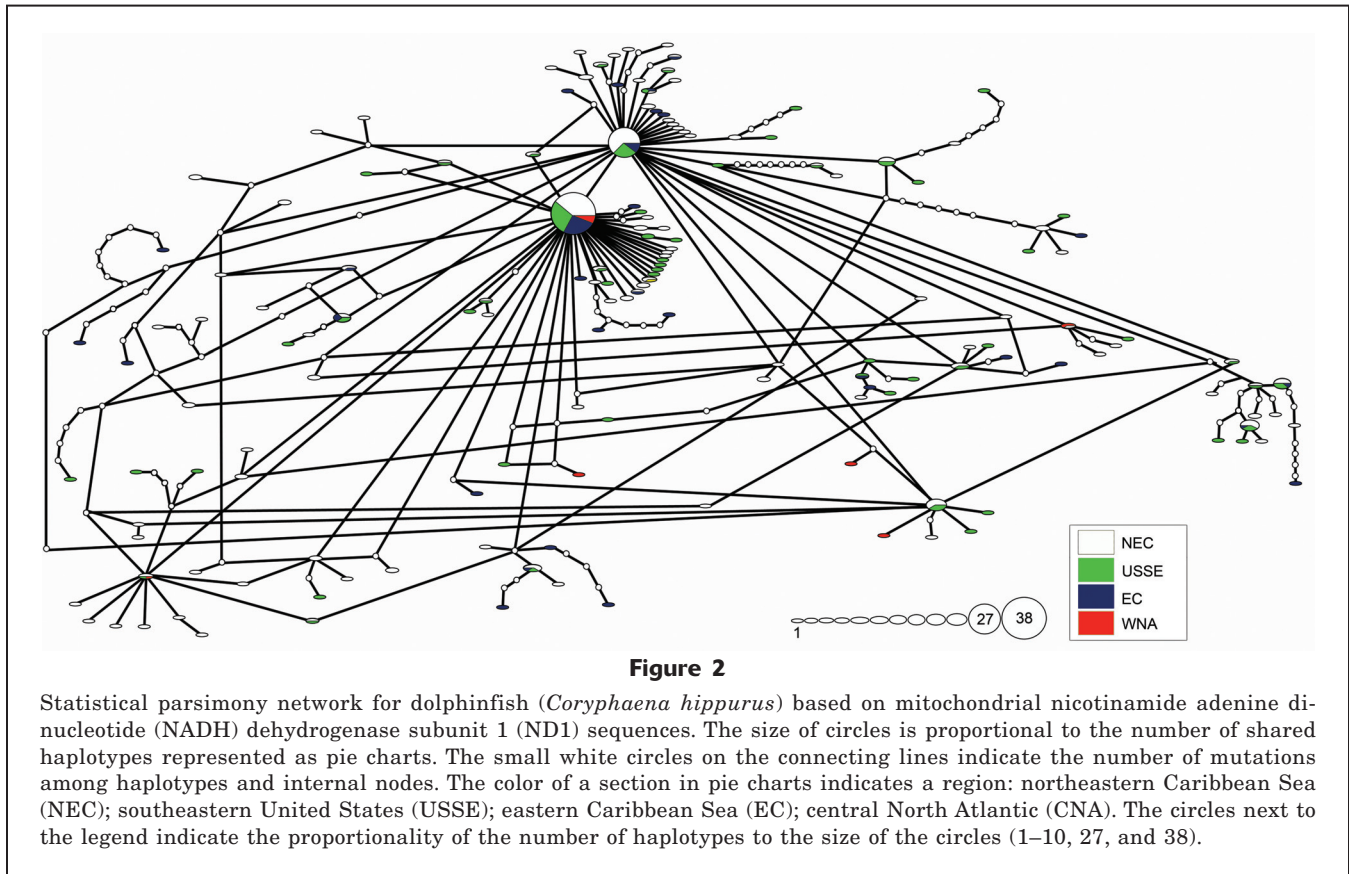 NEC
USSE
EC
WNA
1
27
38
Figure 2
Statistical parsimony network for dolphinfish (Coryphaena hippurus) based on mitochondrial nicotinamide adenine di-
nucleotide (NADH) dehydrogenase subunit 1 (ND1) sequences. The size of circles is proportional to the number of shared
haplotypes represented as pie charts. The small white circles on the connecting lines indicate the number of mutations
among haplotypes and internal nodes. The color of a section in pie charts indicates a region: northeastern Caribbean Sea
(NEC); southeastern United States (USSE); eastern Caribbean Sea (EC); central North Atlantic (CNA). The circles next to
the legend indicate the proportionality of the number of haplotypes to the size of the circles (1–10, 27, and 38).